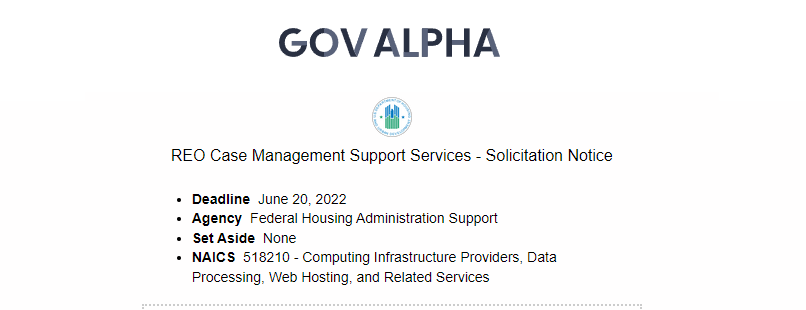 GOV ALPHA
REO Case Management Support Services - Solicitation Notice
Deadline June 20, 2022
Agency Federal Housing Administration Support
Set Aside None
NAICS 518210 - Computing Infrastructure Providers, Data
Processing, Web Hosting, and Related Services